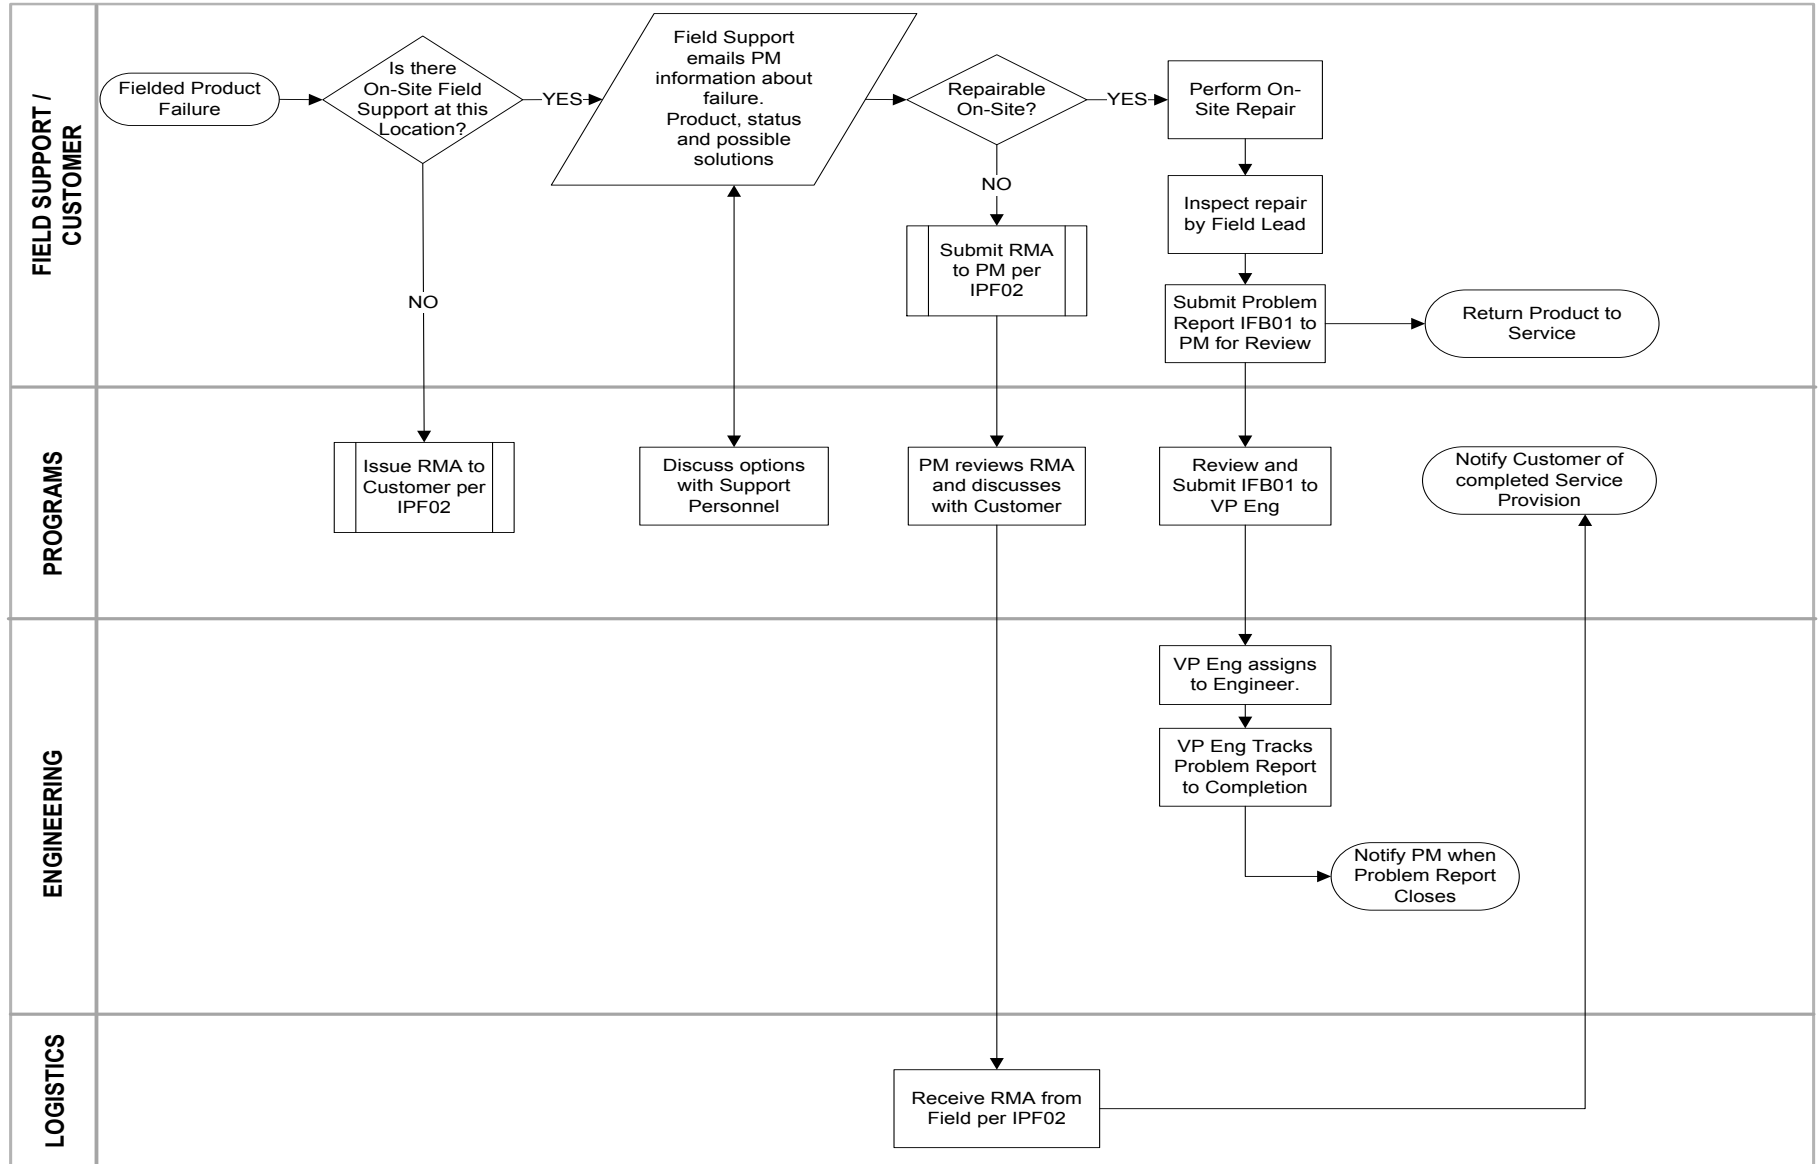 FIELD SUPPORT /
CUSTOMER
Fielded Product
Failure
Is there
On-Site Field
Support at this
Location?
YES
NO
Field Support
emails PM
information about
failure.
Product, status
and possible
solutions
Repairable
On-Site?
YES
NO
Perform On-
Site Repair
Inspect repair
by Field Lead
Submit RMA
to PM per
IPF02
Submit Problem
Report IFB01 to
PM for Review
Return Product to
Service
PROGRAMS
Issue RMA to
Customer per
IPF02
Discuss options
with Support
Personnel
PM reviews RMA
and discusses
with Customer
Review and
Submit IFB01 to
VP Eng
Notify Customer of
completed Service
Provision
ENGINEERING
VP Eng assigns
to Engineer.
VP Eng Tracks
Problem Report
to Completion
Notify PM when
Problem Report
Closes
LOGISTICS
Receive RMA from
Field per IPF02